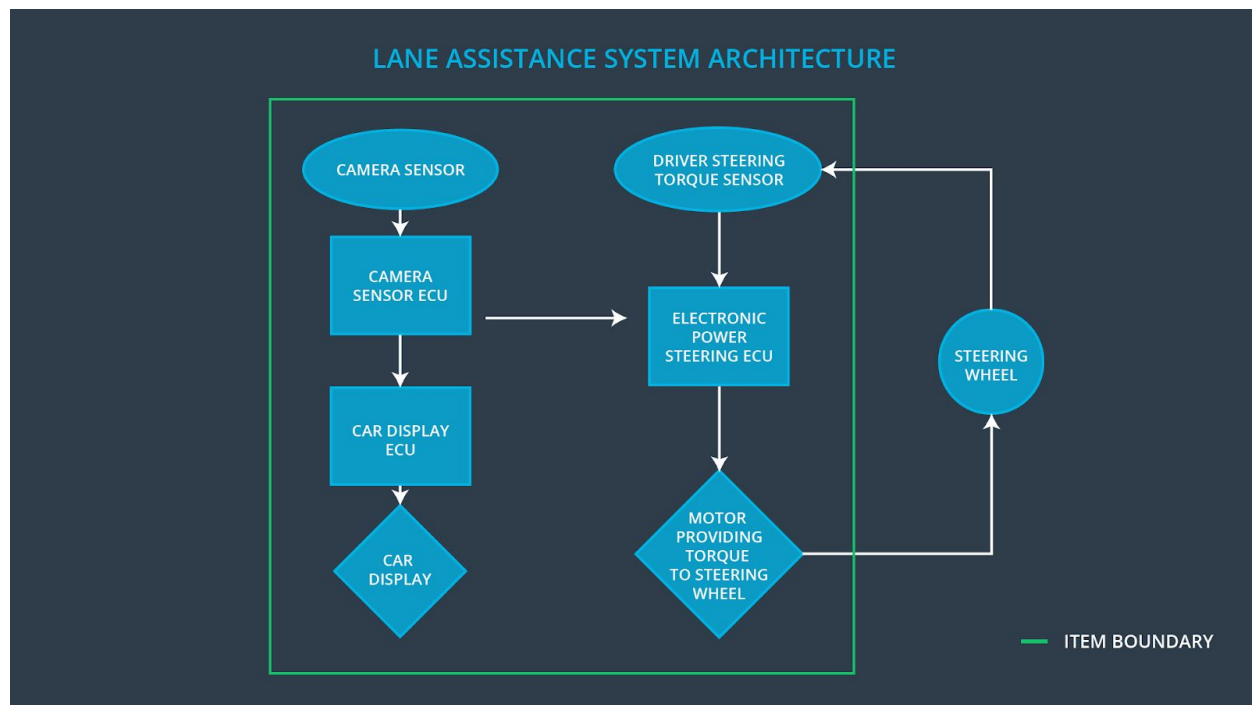 LANE ASSISTANCE SYSTEM ARCHITECTURE
CAMERA SENSOR
CAMERA
SENSOR ECU
CAR DISPLAY
ECU
CAR
DISPLAY
DRIVER STEERING
TORQUE SENSOR
ELECTRONIC
POWER
STEERING ECU
MOTOR
PROVIDING
TORQUE
TO STEERING
WHEEL
STEERING
WHEEL
ITEM BOUNDARY